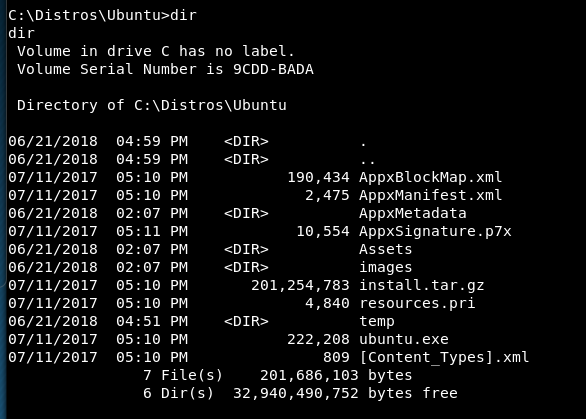 C:\Distros\Ubuntu>dir
dir
 Volume in drive C has no label.
 Volume Serial Number is 9CDD-BADA

 Directory of C:\Distros\Ubuntu

06/21/2018  04:59 PM    <DIR>          .
06/21/2018  04:59 PM    <DIR>          ..
07/11/2017  05:10 PM           190,434 AppxBlockMap.xml
07/11/2017  05:10 PM             2,475 AppxManifest.xml
06/21/2018  02:07 PM    <DIR>          AppxMetadata
07/11/2017  05:11 PM            10,554 AppxSignature.p7x
06/21/2018  02:07 PM    <DIR>          Assets
06/21/2018  02:07 PM    <DIR>          images
07/11/2017  05:10 PM       201,254,783 install.tar.gz
07/11/2017  05:10 PM             4,840 resources.pri
06/21/2018  04:51 PM    <DIR>          temp
07/11/2017  05:10 PM           222,208 ubuntu.exe
07/11/2017  05:10 PM               809 [Content_Types].xml
               7 File(s)    201,686,103 bytes
               6 Dir(s)  32,940,490,752 bytes free